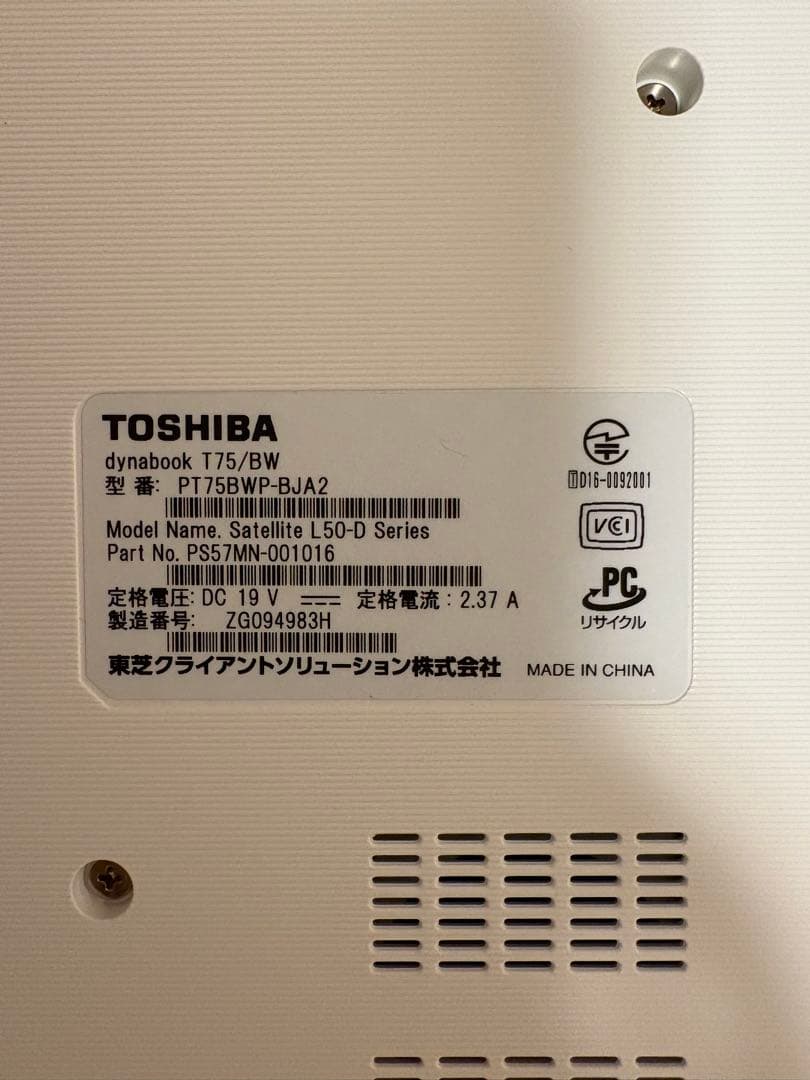 TOSHIBA
dynabook T75/BW
型 番: PT75BWP-BJA2
Model Name. Satellite L50-D Series
Part No. PS57MN-001016
定格電圧: DC 19 V ⎓ 定格電流 : 2.37 A
製造番号: ZG094983H
東芝クライアントソリューション株式会社
MADE IN CHINA
TD16-0092001
VCI
PC
リサイクル